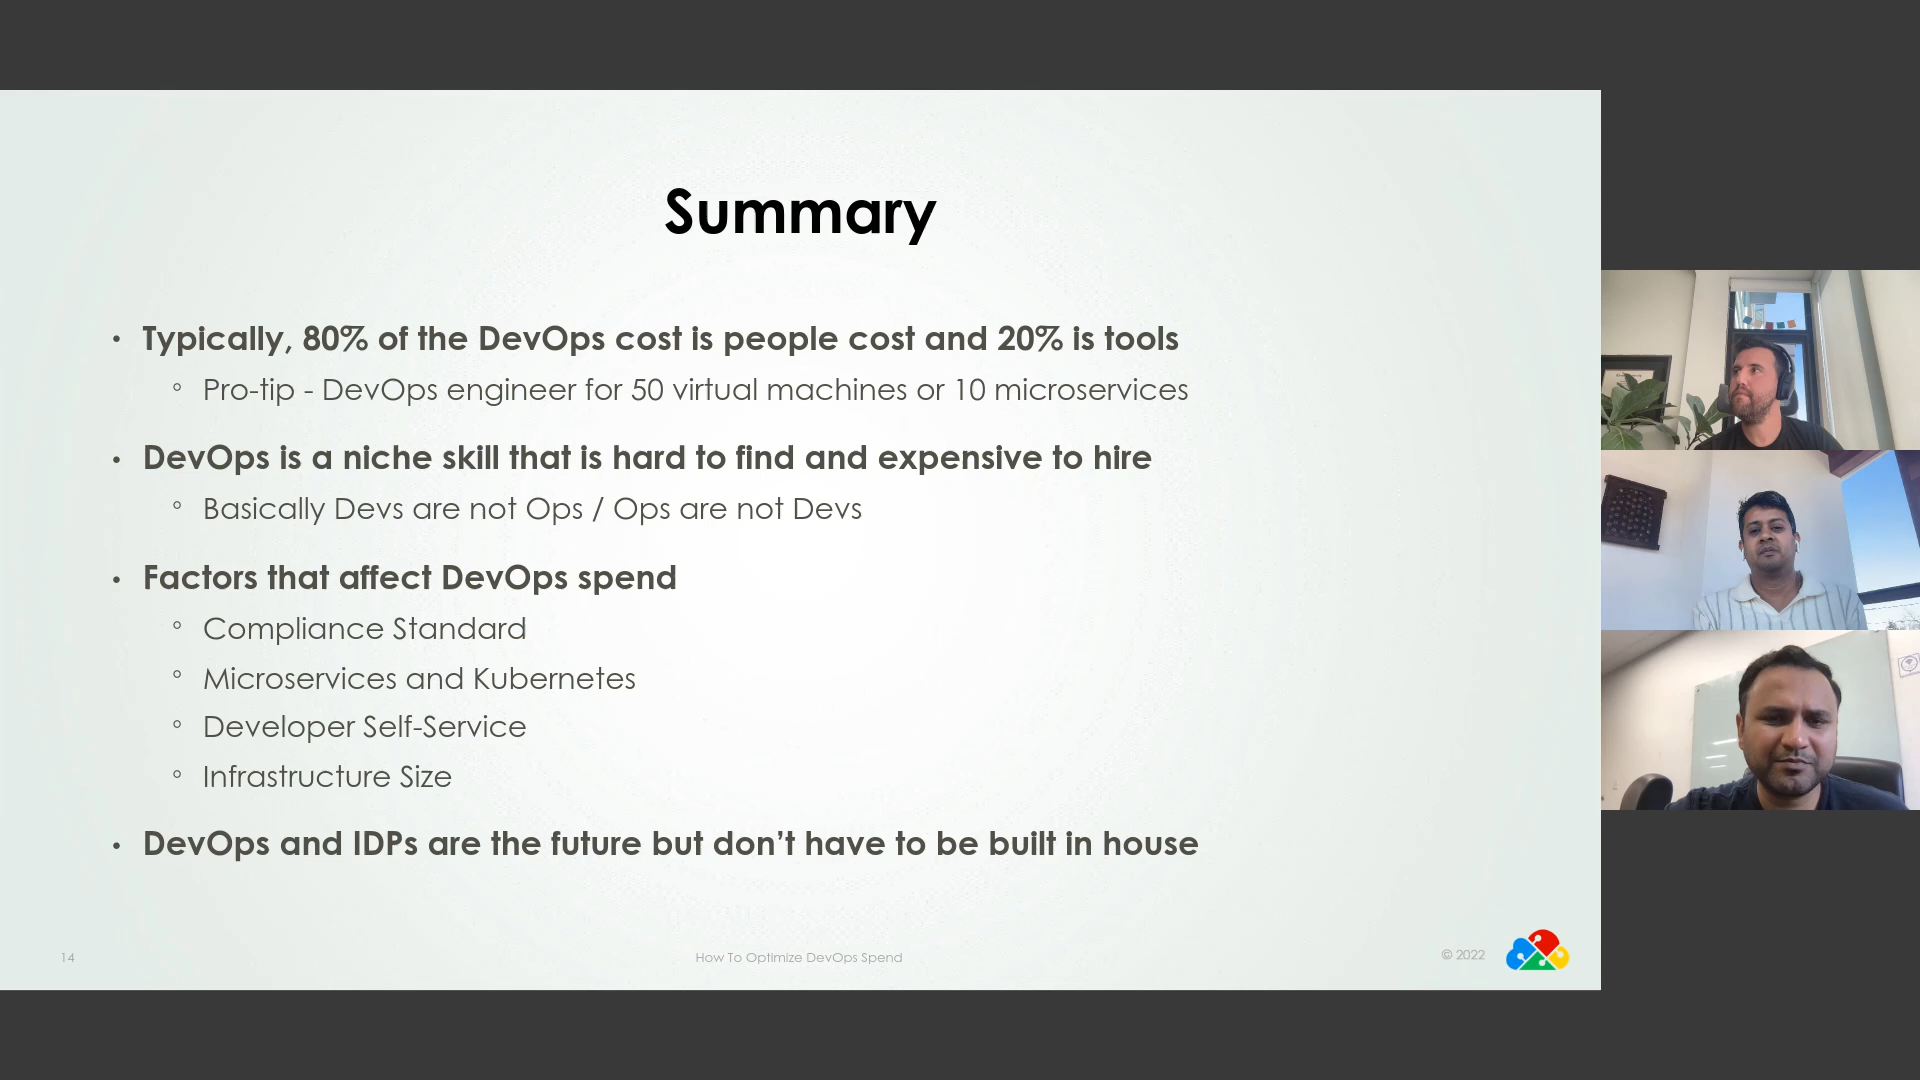 Summary
• Typically, 80% of the DevOps cost is people cost and 20% is tools
◦ Pro-tip - DevOps engineer for 50 virtual machines or 10 microservices
• DevOps is a niche skill that is hard to find and expensive to hire
◦ Basically Devs are not Ops / Ops are not Devs
• Factors that affect DevOps spend
◦ Compliance Standard
◦ Microservices and Kubernetes
◦ Developer Self-Service
◦ Infrastructure Size
• DevOps and IDPs are the future but don’t have to be built in house
14
How To Optimize DevOps Spend
© 2022